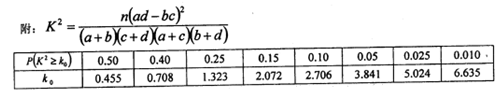 附: K² = n(ad − bc)² / (a+b)(c+d)(a+c)(b+d)
P(K² ≥ k₀) 0.50 0.40 0.25 0.15 0.10 0.05 0.025 0.010
k₀ 0.455 0.708 1.323 2.072 2.706 3.841 5.024 6.635